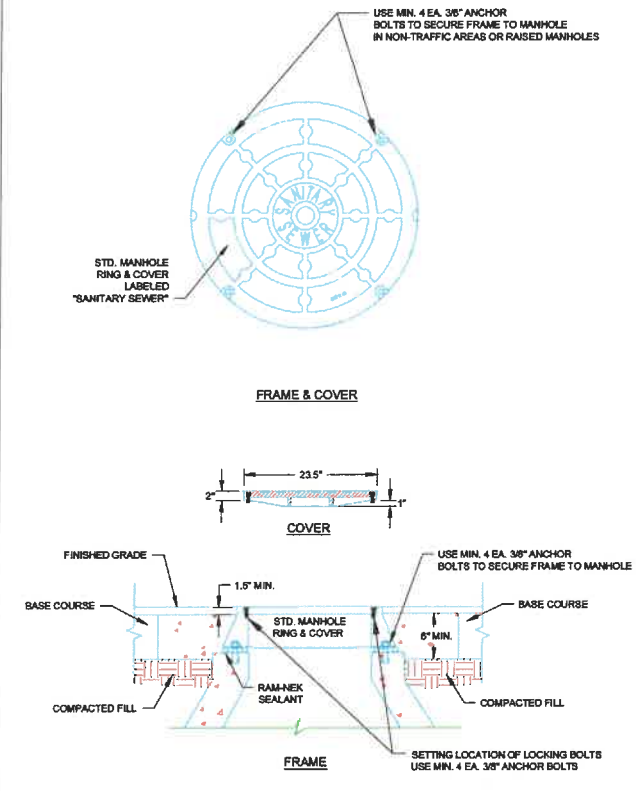 USE MIN. 4 EA. 3/8" ANCHOR
BOLTS TO SECURE FRAME TO MANHOLE
IN NON-TRAFFIC AREAS OR RAISED MANHOLES
SANITARY
SEWER
STD. MANHOLE
RING & COVER
LABELED
"SANITARY SEWER"
FRAME & COVER
23.5"
2"
1"
COVER
FINISHED GRADE
1.5" MIN.
USE MIN. 4 EA. 3/8" ANCHOR
BOLTS TO SECURE FRAME TO MANHOLE
BASE COURSE
STD. MANHOLE
RING & COVER
6" MIN.
BASE COURSE
RAM-NEK
SEALANT
COMPACTED FILL
COMPACTED FILL
FRAME
SETTING LOCATION OF LOCKING BOLTS
USE MIN. 4 EA. 3/8" ANCHOR BOLTS